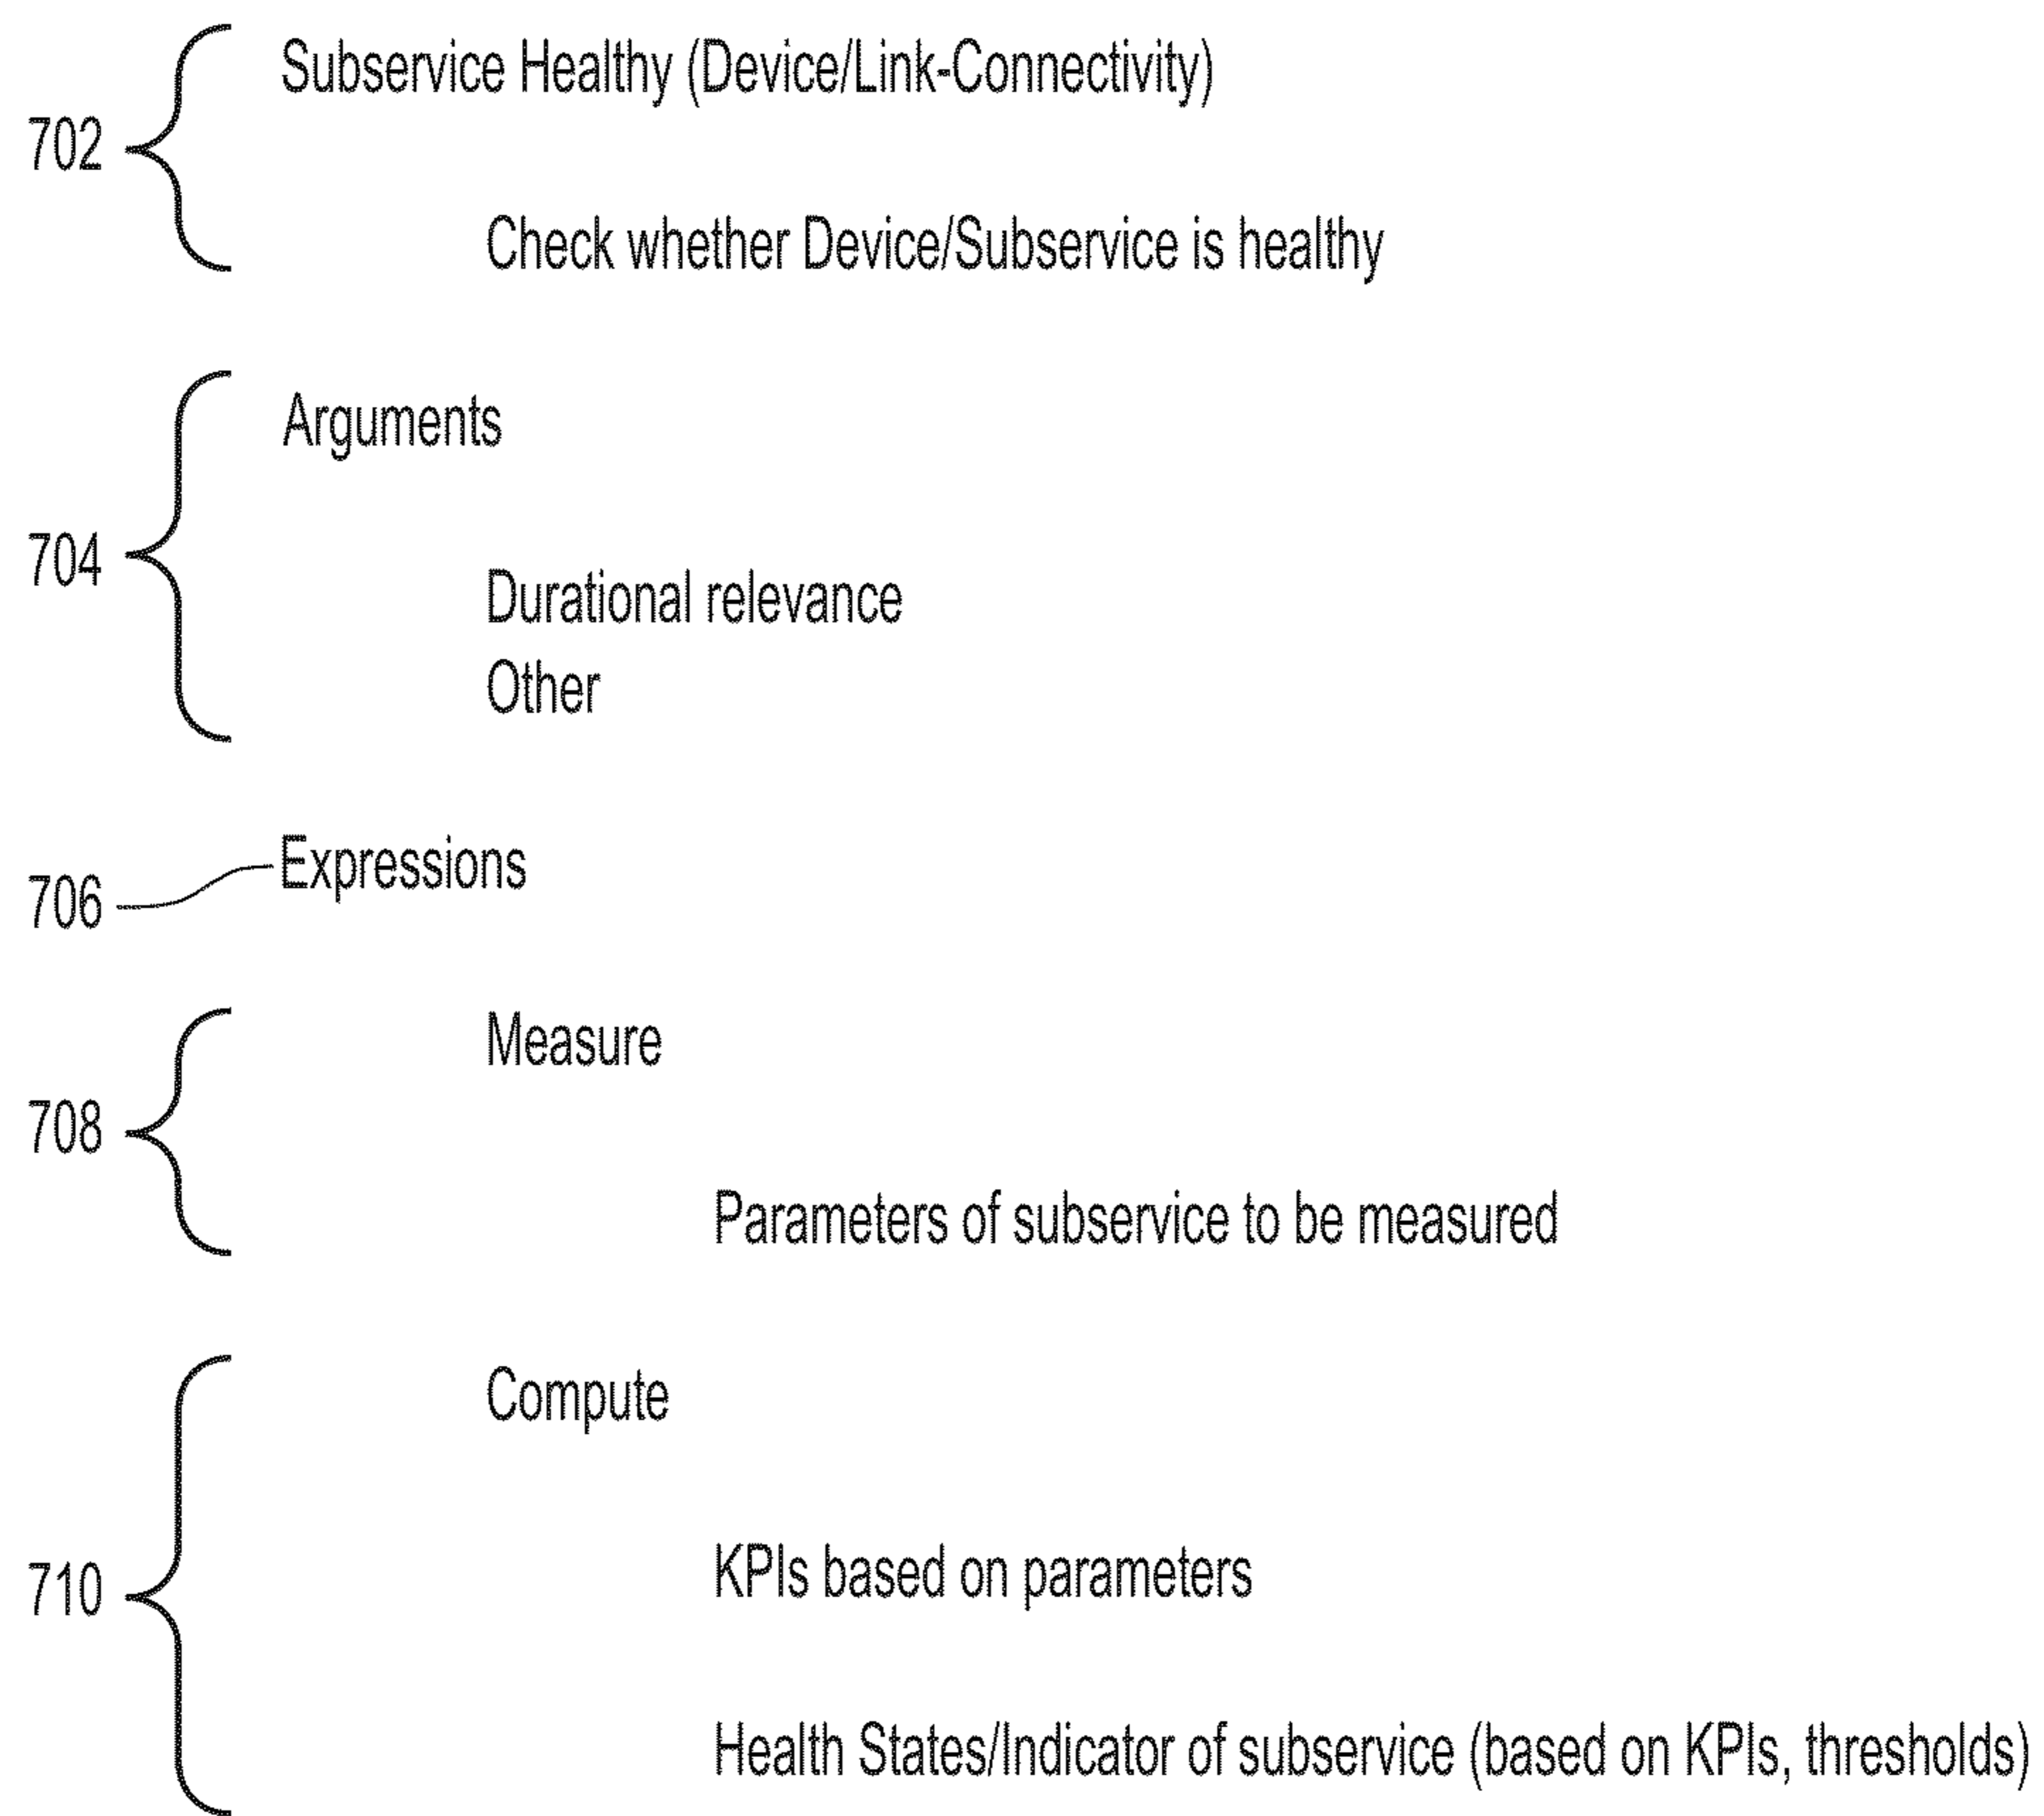 Subservice Healthy (Device/Link-Connectivity)
702
Check whether Device/Subservice is healthy
Arguments
704
Durational relevance
Other
Expressions
706
Measure
708
Parameters of subservice to be measured
Compute
710
KPIs based on parameters
Health States/Indicator of subservice (based on KPIs, thresholds)